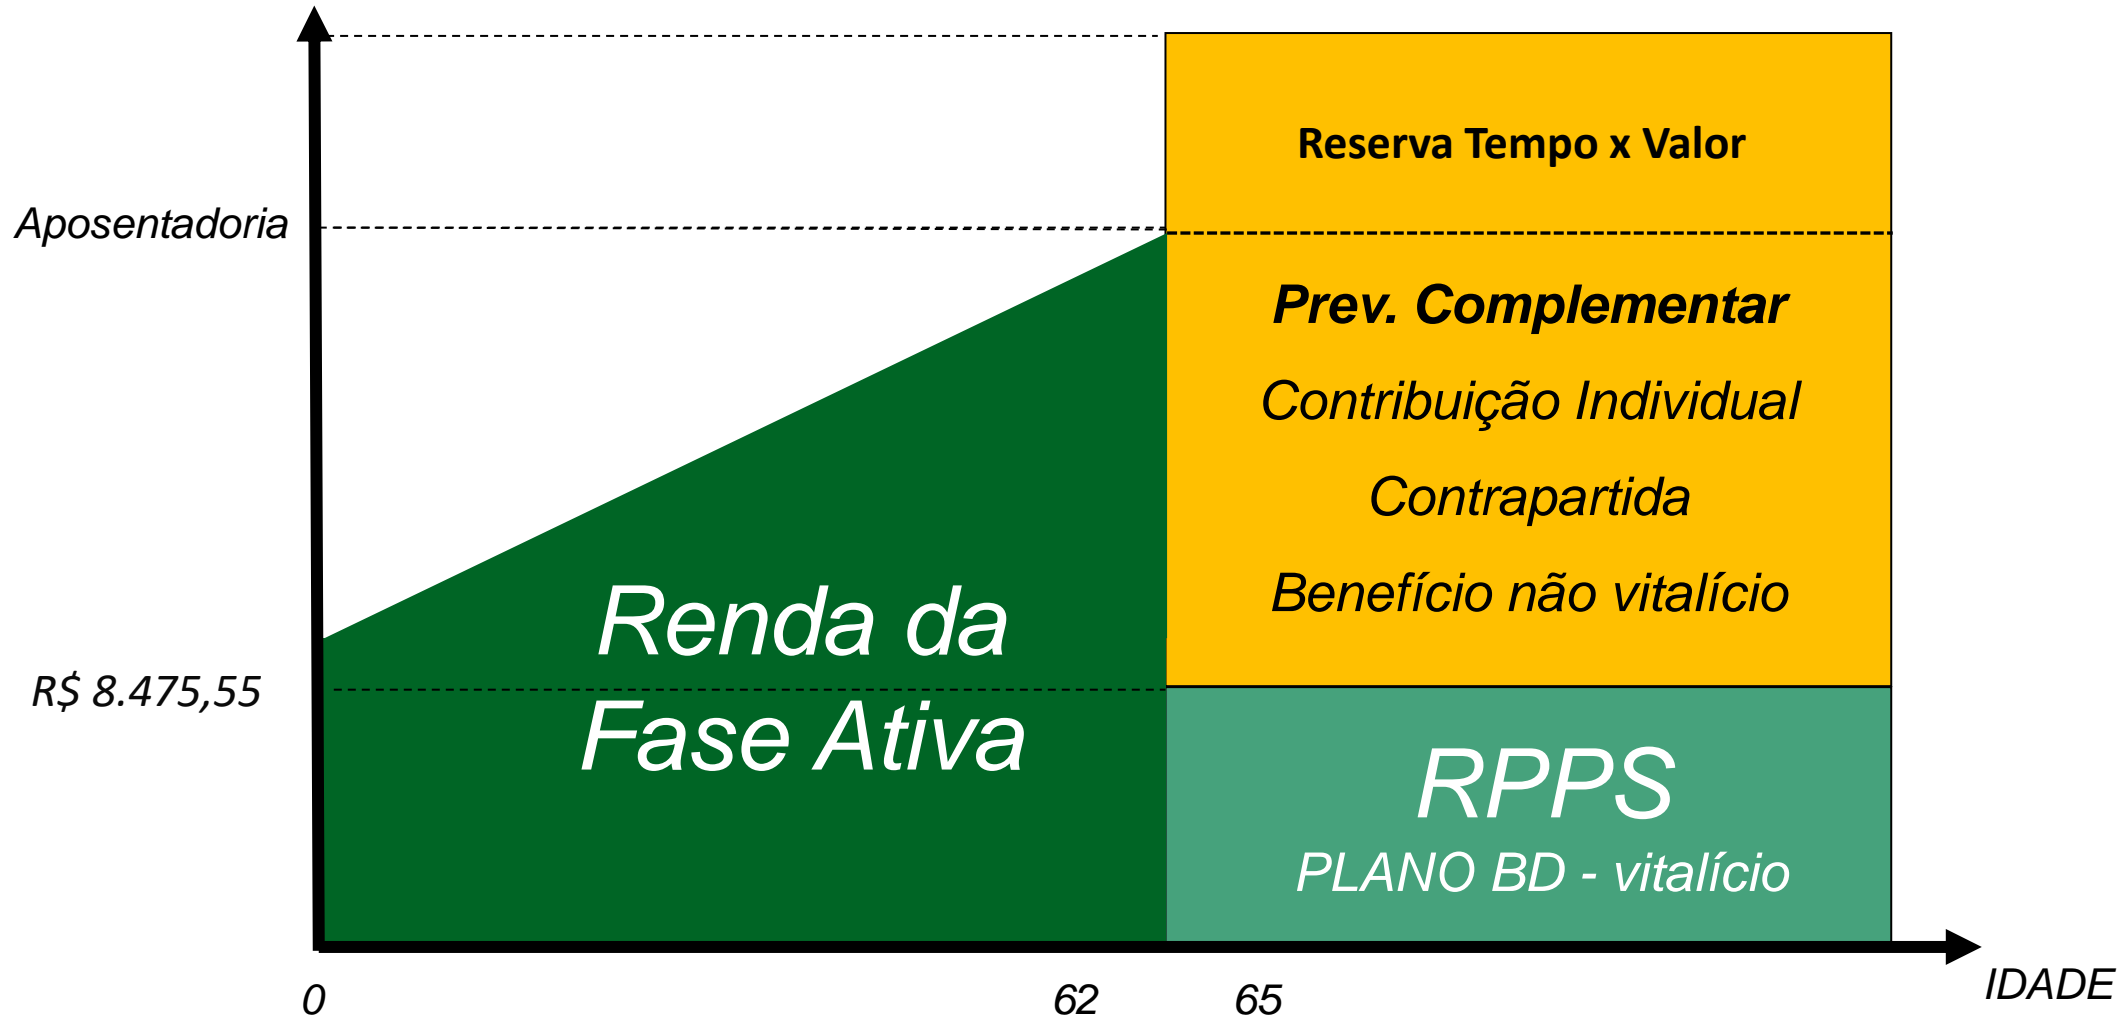 Reserva Tempo x Valor
Aposentadoria
Prev. Complementar
Contribuição Individual
Contrapartida
Benefício não vitalício
Renda da
Fase Ativa
R$ 8.475,55
RPPS
PLANO BD - vitalício
IDADE
0
62
65